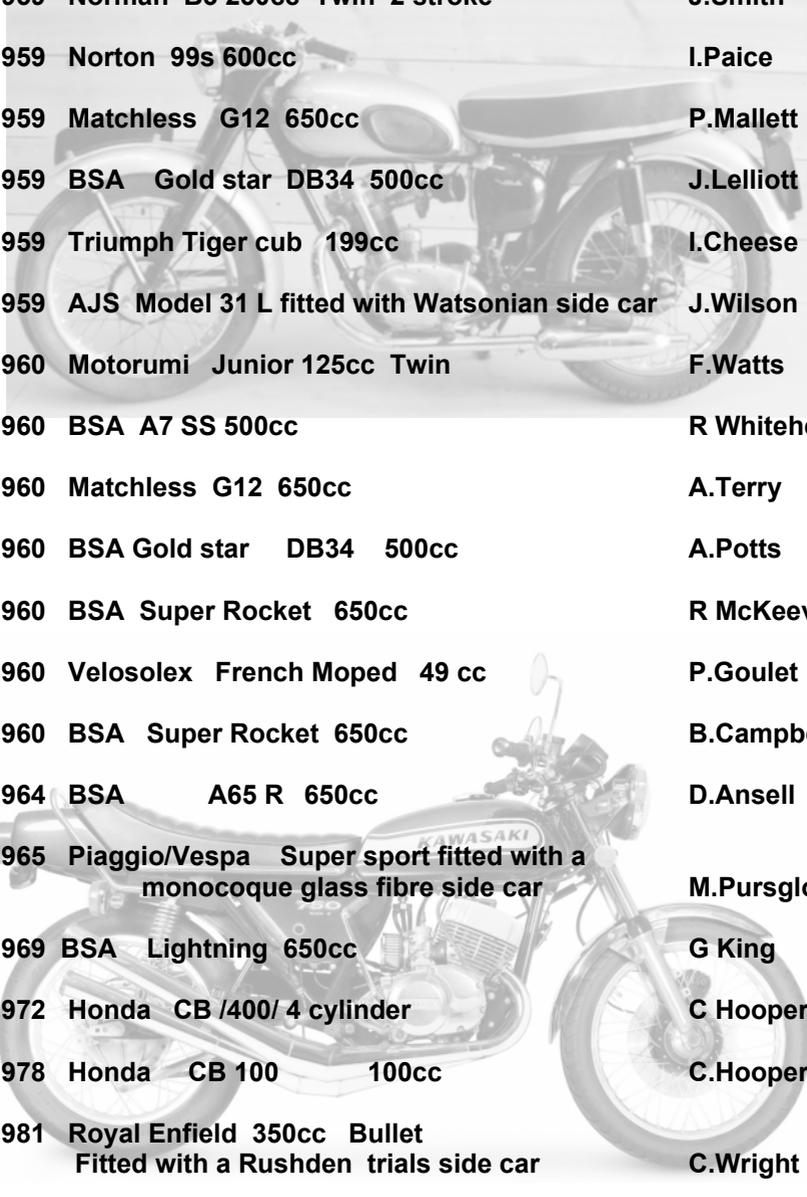 959 Norton 99s 600cc I.Paice
959 Matchless G12 650cc P.Mallett
959 BSA Gold star DB34 500cc J.Lelliott
959 Triumph Tiger cub 199cc I.Cheese
959 AJS Model 31 L fitted with Watsonian side car J.Wilson
960 Motorumi Junior 125cc Twin F.Watts
960 BSA A7 SS 500cc R Whiteh
960 Matchless G12 650cc A.Terry
960 BSA Gold star DB34 500cc A.Potts
960 BSA Super Rocket 650cc R McKeev
960 Velosolex French Moped 49 cc P.Goulet
960 BSA Super Rocket 650cc B.Campb
964 BSA A65 R 650cc D.Ansell
KAWASAKI
965 Piaggio/Vespa Super sport fitted with a
monocoque glass fibre side car M.Pursglo
750
969 BSA Lightning 650cc G King
972 Honda CB /400/ 4 cylinder C Hooper
978 Honda CB 100 100cc C.Hooper
981 Royal Enfield 350cc Bullet
Fitted with a Rushden trials side car C.Wright